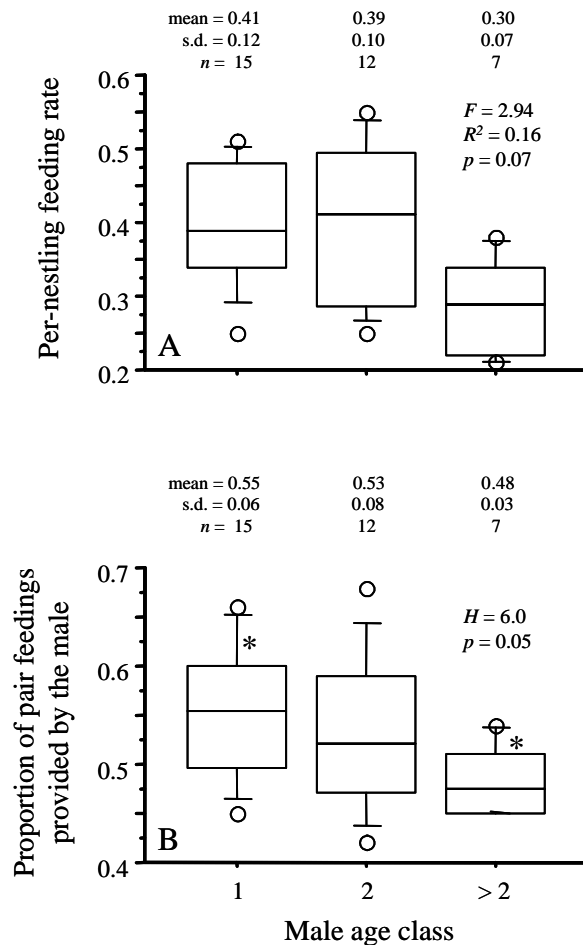 mean = 0.41 0.39 0.30
s.d. = 0.12 0.10 0.07
n = 15 12 7
0.6
F = 2.94
R² = 0.16
0.5
p = 0.07
Per-nestling feeding rate
0.4
0.3
A
0.2
mean = 0.55 0.53 0.48
s.d. = 0.06 0.08 0.03
n = 15 12 7
0.7
H = 6.0
p = 0.05
*
0.6
Proportion of pair feedings
provided by the male
*
0.5
B
0.4
1 2 > 2
Male age class